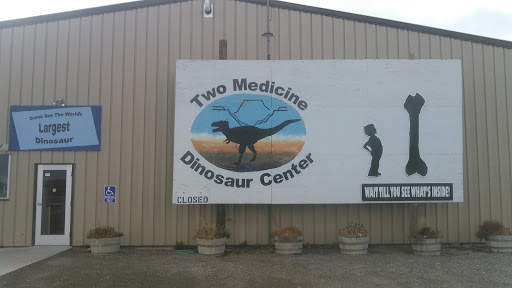 Come See The Worlds
Largest
Dinosaur
Two Medicine
Dinosaur Center
WAIT TILL YOU SEE WHAT'S INSIDE!
CLOSED